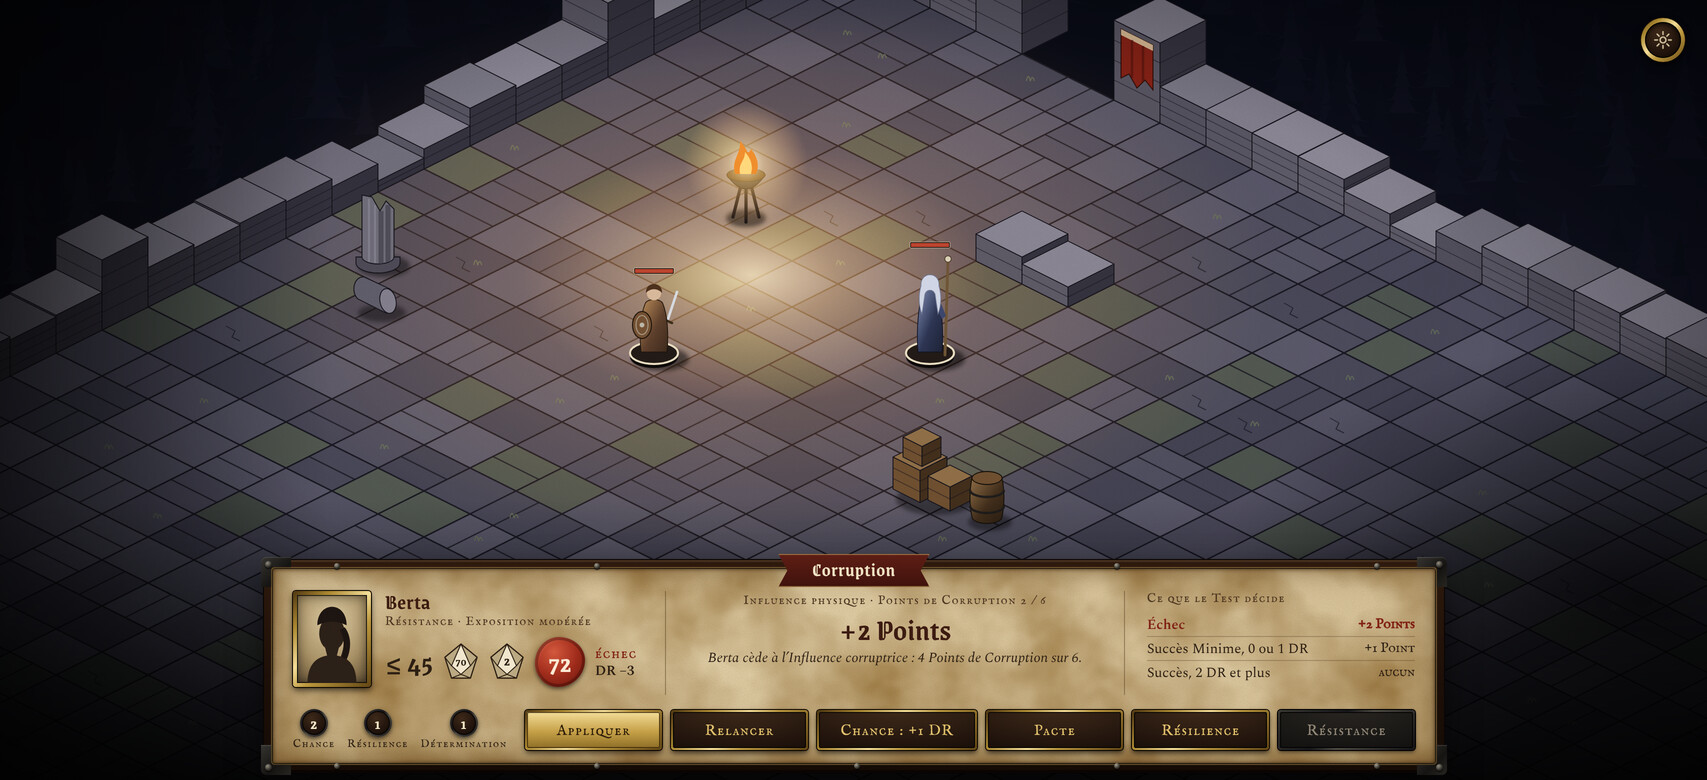 Corruption
Berta
Résistance · Exposition modérée
≤ 45
70
2
72
Échec
DR −3
Influence physique · Points de Corruption 2 / 6
+2 Points
Berta cède à l'Influence corruptrice : 4 Points de Corruption sur 6.
Ce que le Test décide
Échec +2 Points
Succès Minime, 0 ou 1 DR +1 Point
Succès, 2 DR et plus aucun
2
Chance
1
Résilience
1
Détermination
Appliquer
Relancer
Chance : +1 DR
Pacte
Résilience
Résistance